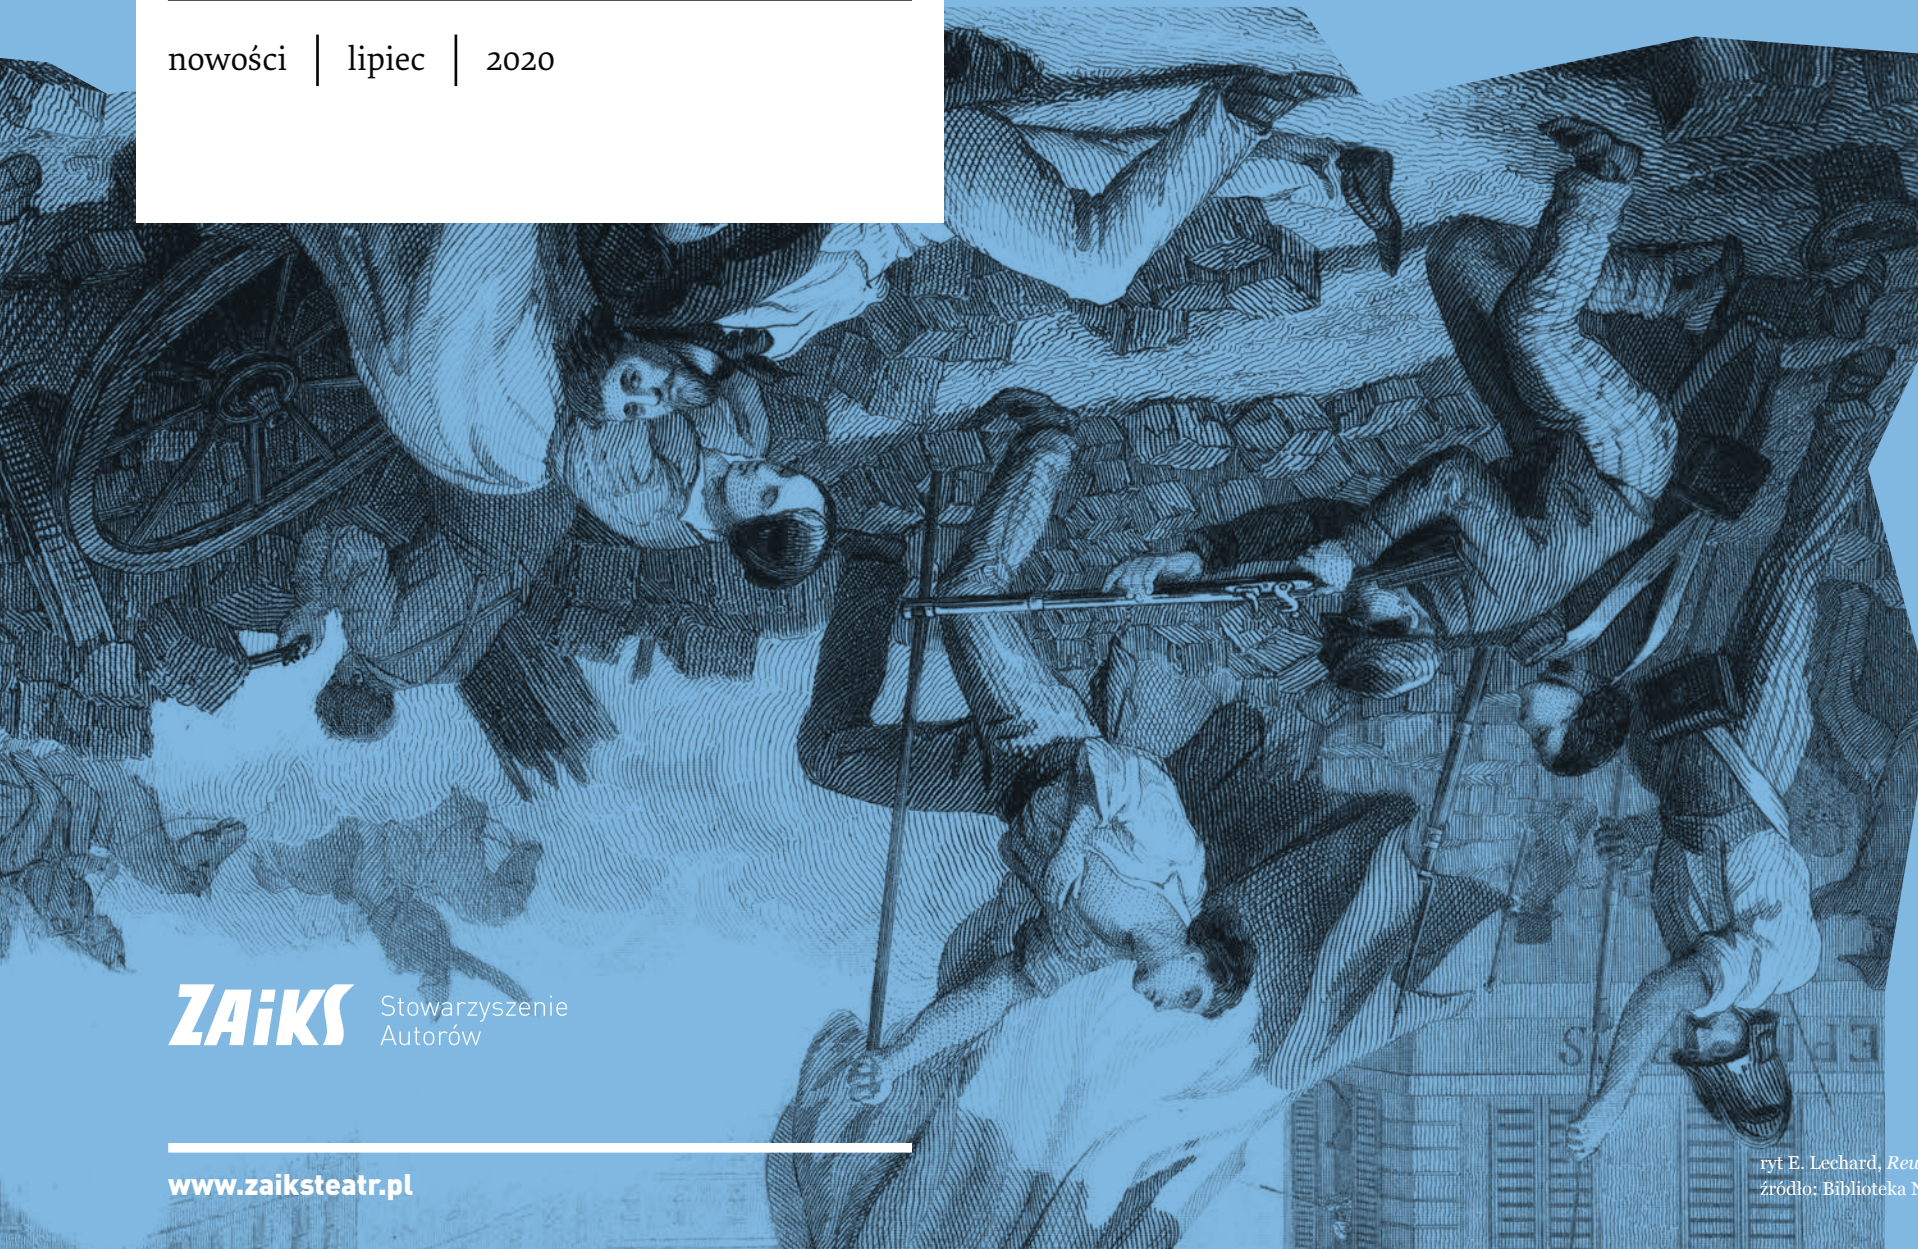 nowości | lipiec | 2020
ZAiKS Stowarzyszenie
Autorów
www.zaiksteatr.pl
ryt E. Lechard,
źródło: Biblioteka